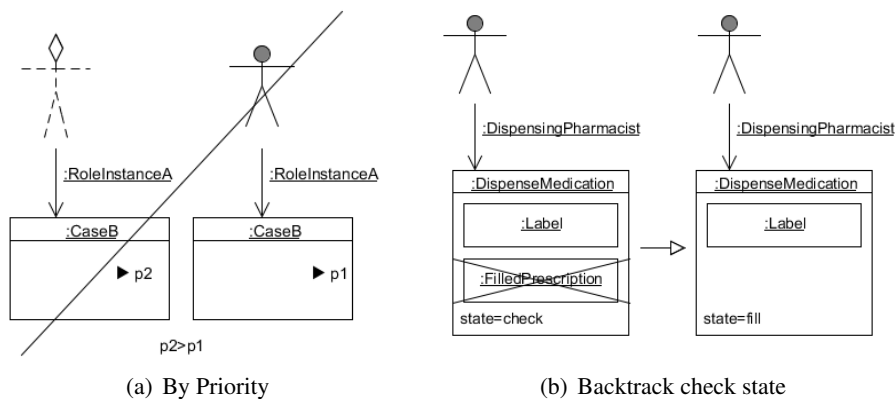 :RoleInstanceA
:RoleInstanceA
:CaseB
:CaseB
p2
p1
p2>p1
(a) By Priority
:DispensingPharmacist
:DispensingPharmacist
:DispenseMedication
:DispenseMedication
:Label
:Label
:FilledPrescription
state=check
state=fill
(b) Backtrack check state